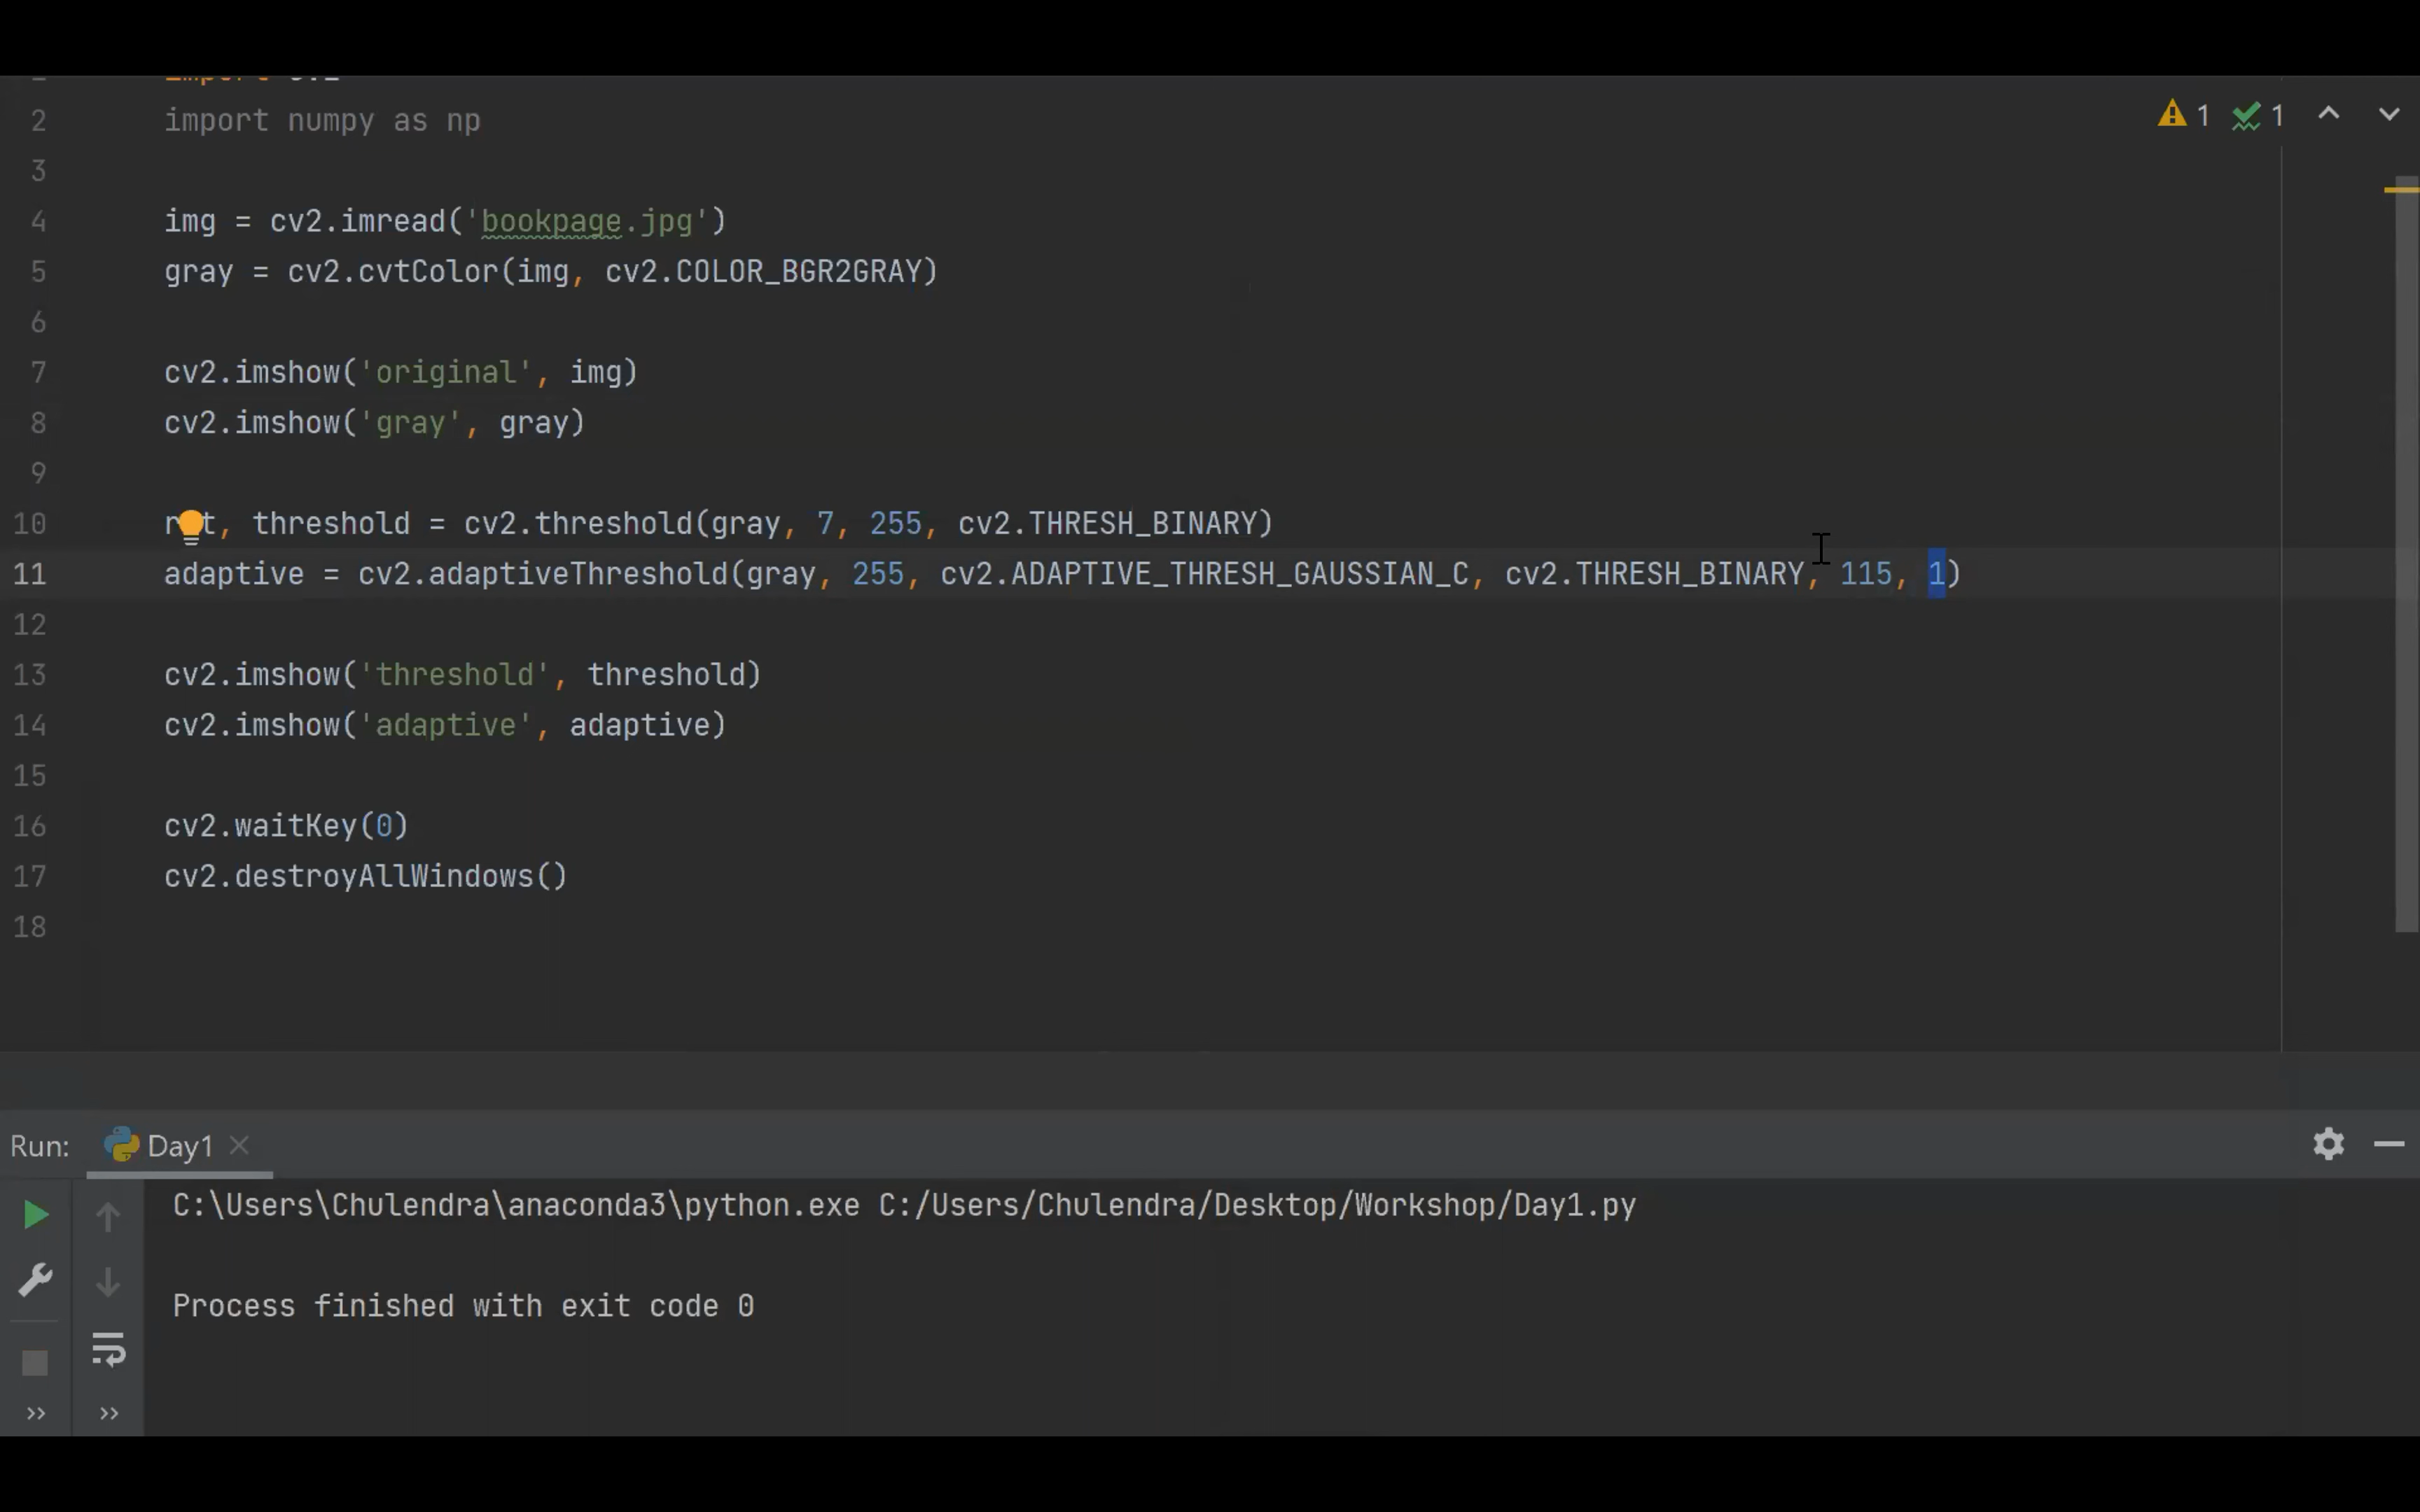 2 import numpy as np
3
4 img = cv2.imread('bookpage.jpg')
5 gray = cv2.cvtColor(img, cv2.COLOR_BGR2GRAY)
6
7 cv2.imshow('original', img)
8 cv2.imshow('gray', gray)
9
10 threshold = cv2.threshold(gray, 7, 255, cv2.THRESH_BINARY)
11 adaptive = cv2.adaptiveThreshold(gray, 255, cv2.ADAPTIVE_THRESH_GAUSSIAN_C, cv2.THRESH_BINARY, 115, 1)
12
13 cv2.imshow('threshold', threshold)
14 cv2.imshow('adaptive', adaptive)
15
16 cv2.waitKey(0)
17 cv2.destroyAllWindows()
18
1 1
Run: Day1
C:\Users\Chulendra\anaconda3\python.exe C:/Users/Chulendra/Desktop/Workshop/Day1.py
Process finished with exit code 0